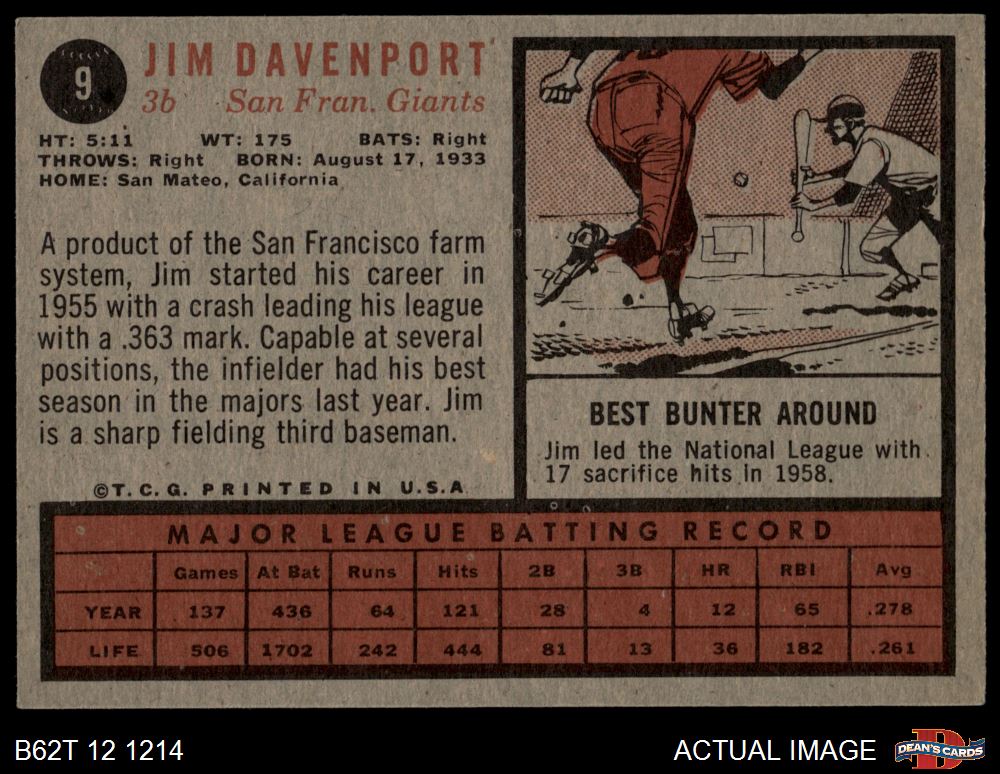 9
JIM DAVENPORT
3b San Fran. Giants
HT: 5:11 WT: 175 BATS: Right
THROWS: Right BORN: August 17, 1933
HOME: San Mateo, California
A product of the San Francisco farm
system, Jim started his career in
1955 with a crash leading his league
with a .363 mark. Capable at several
positions, the infielder had his best
season in the majors last year. Jim
is a sharp fielding third baseman.
©T.C.G. PRINTED IN U.S.A
BEST BUNTER AROUND
Jim led the National League with
17 sacrifice hits in 1958.
MAJOR LEAGUE BATTING RECORD
Games At Bat Runs Hits 2B 3B HR RBI Avg
YEAR 137 436 64 121 28 4 12 65 .278
LIFE 506 1702 242 444 81 13 36 182 .261
B62T 12 1214
ACTUAL IMAGE
D
DEAN'S CARDS